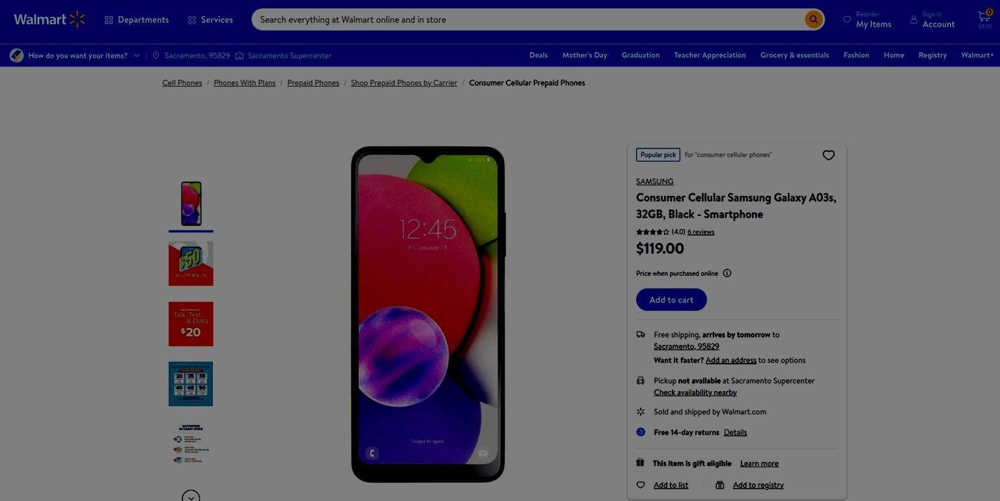 Walmart
Departments
Services
Search everything at Walmart online and in store
Reorder
My Items
Sign In
Account
0
$0.00
How do you want your items?
Sacramento, 95829
Sacramento Supercenter
Deals
Mother's Day
Graduation
Teacher Appreciation
Grocery & essentials
Fashion
Home
Registry
Walmart+
Cell Phones / Phones With Plans / Prepaid Phones / Shop Prepaid Phones by Carrier / Consumer Cellular Prepaid Phones
$50
ON EVERY NEW LINE
Talk, Text
& Data
$20
$20 $25 $35
$40 $45 $50
ACTIVATION
IN 3 EASY STEPS
100%
12:45
Fri, January 14
Swipe to open
Popular pick for "consumer cellular phones"
SAMSUNG
Consumer Cellular Samsung Galaxy A03s,
32GB, Black - Smartphone
(4.0) 6 reviews
$119.00
Price when purchased online
Add to cart
Free shipping, arrives by tomorrow to
Sacramento, 95829
Want it faster? Add an address to see options
Pickup not available at Sacramento Supercenter
Check availability nearby
Sold and shipped by Walmart.com
Free 14-day returns Details
This item is gift eligible Learn more
Add to list
Add to registry